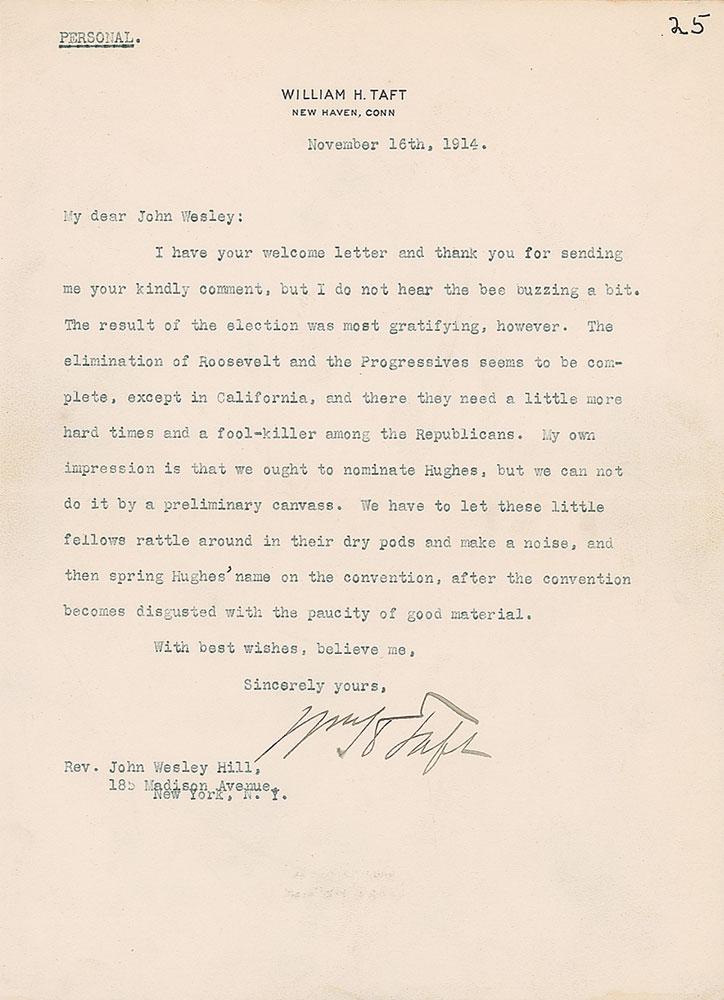 25
PERSONAL.
WILLIAM H. TAFT
NEW HAVEN, CONN
November 16th, 1914.
My dear John Wesley:
I have your welcome letter and thank you for sending
me your kindly comment, but I do not hear the bee buzzing a bit.
The result of the election was most gratifying, however. The
elimination of Roosevelt and the Progressives seems to be com-
plete, except in California, and there they need a little more
hard times and a fool-killer among the Republicans. My own
impression is that we ought to nominate Hughes, but we can not
do it by a preliminary canvass. We have to let these little
fellows rattle around in their dry pods and make a noise, and
then spring Hughes' name on the convention, after the convention
becomes disgusted with the paucity of good material.
With best wishes, believe me,
Sincerely yours,
Wm H Taft
Rev. John Wesley Hill,
185 Madison Avenue,
New York, N. Y.